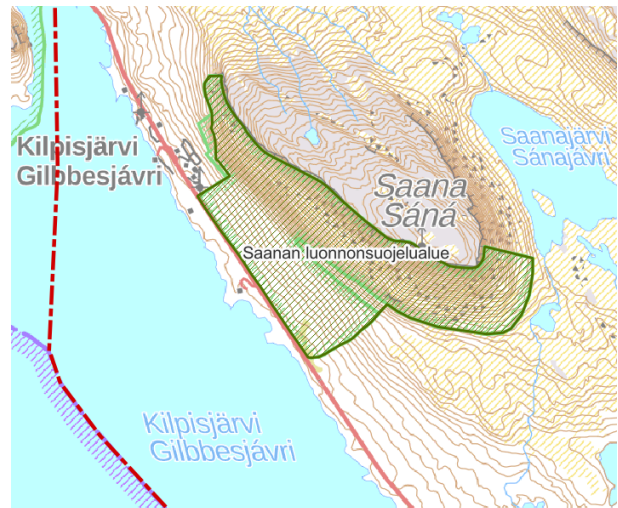 Kilpisjärvi
Gilbbesjávri
Saanajärvi
Sánajávri
Saana
Sáná
Saanan luonnonsuojelualue
Kilpisjärvi
Gilbbesjávri